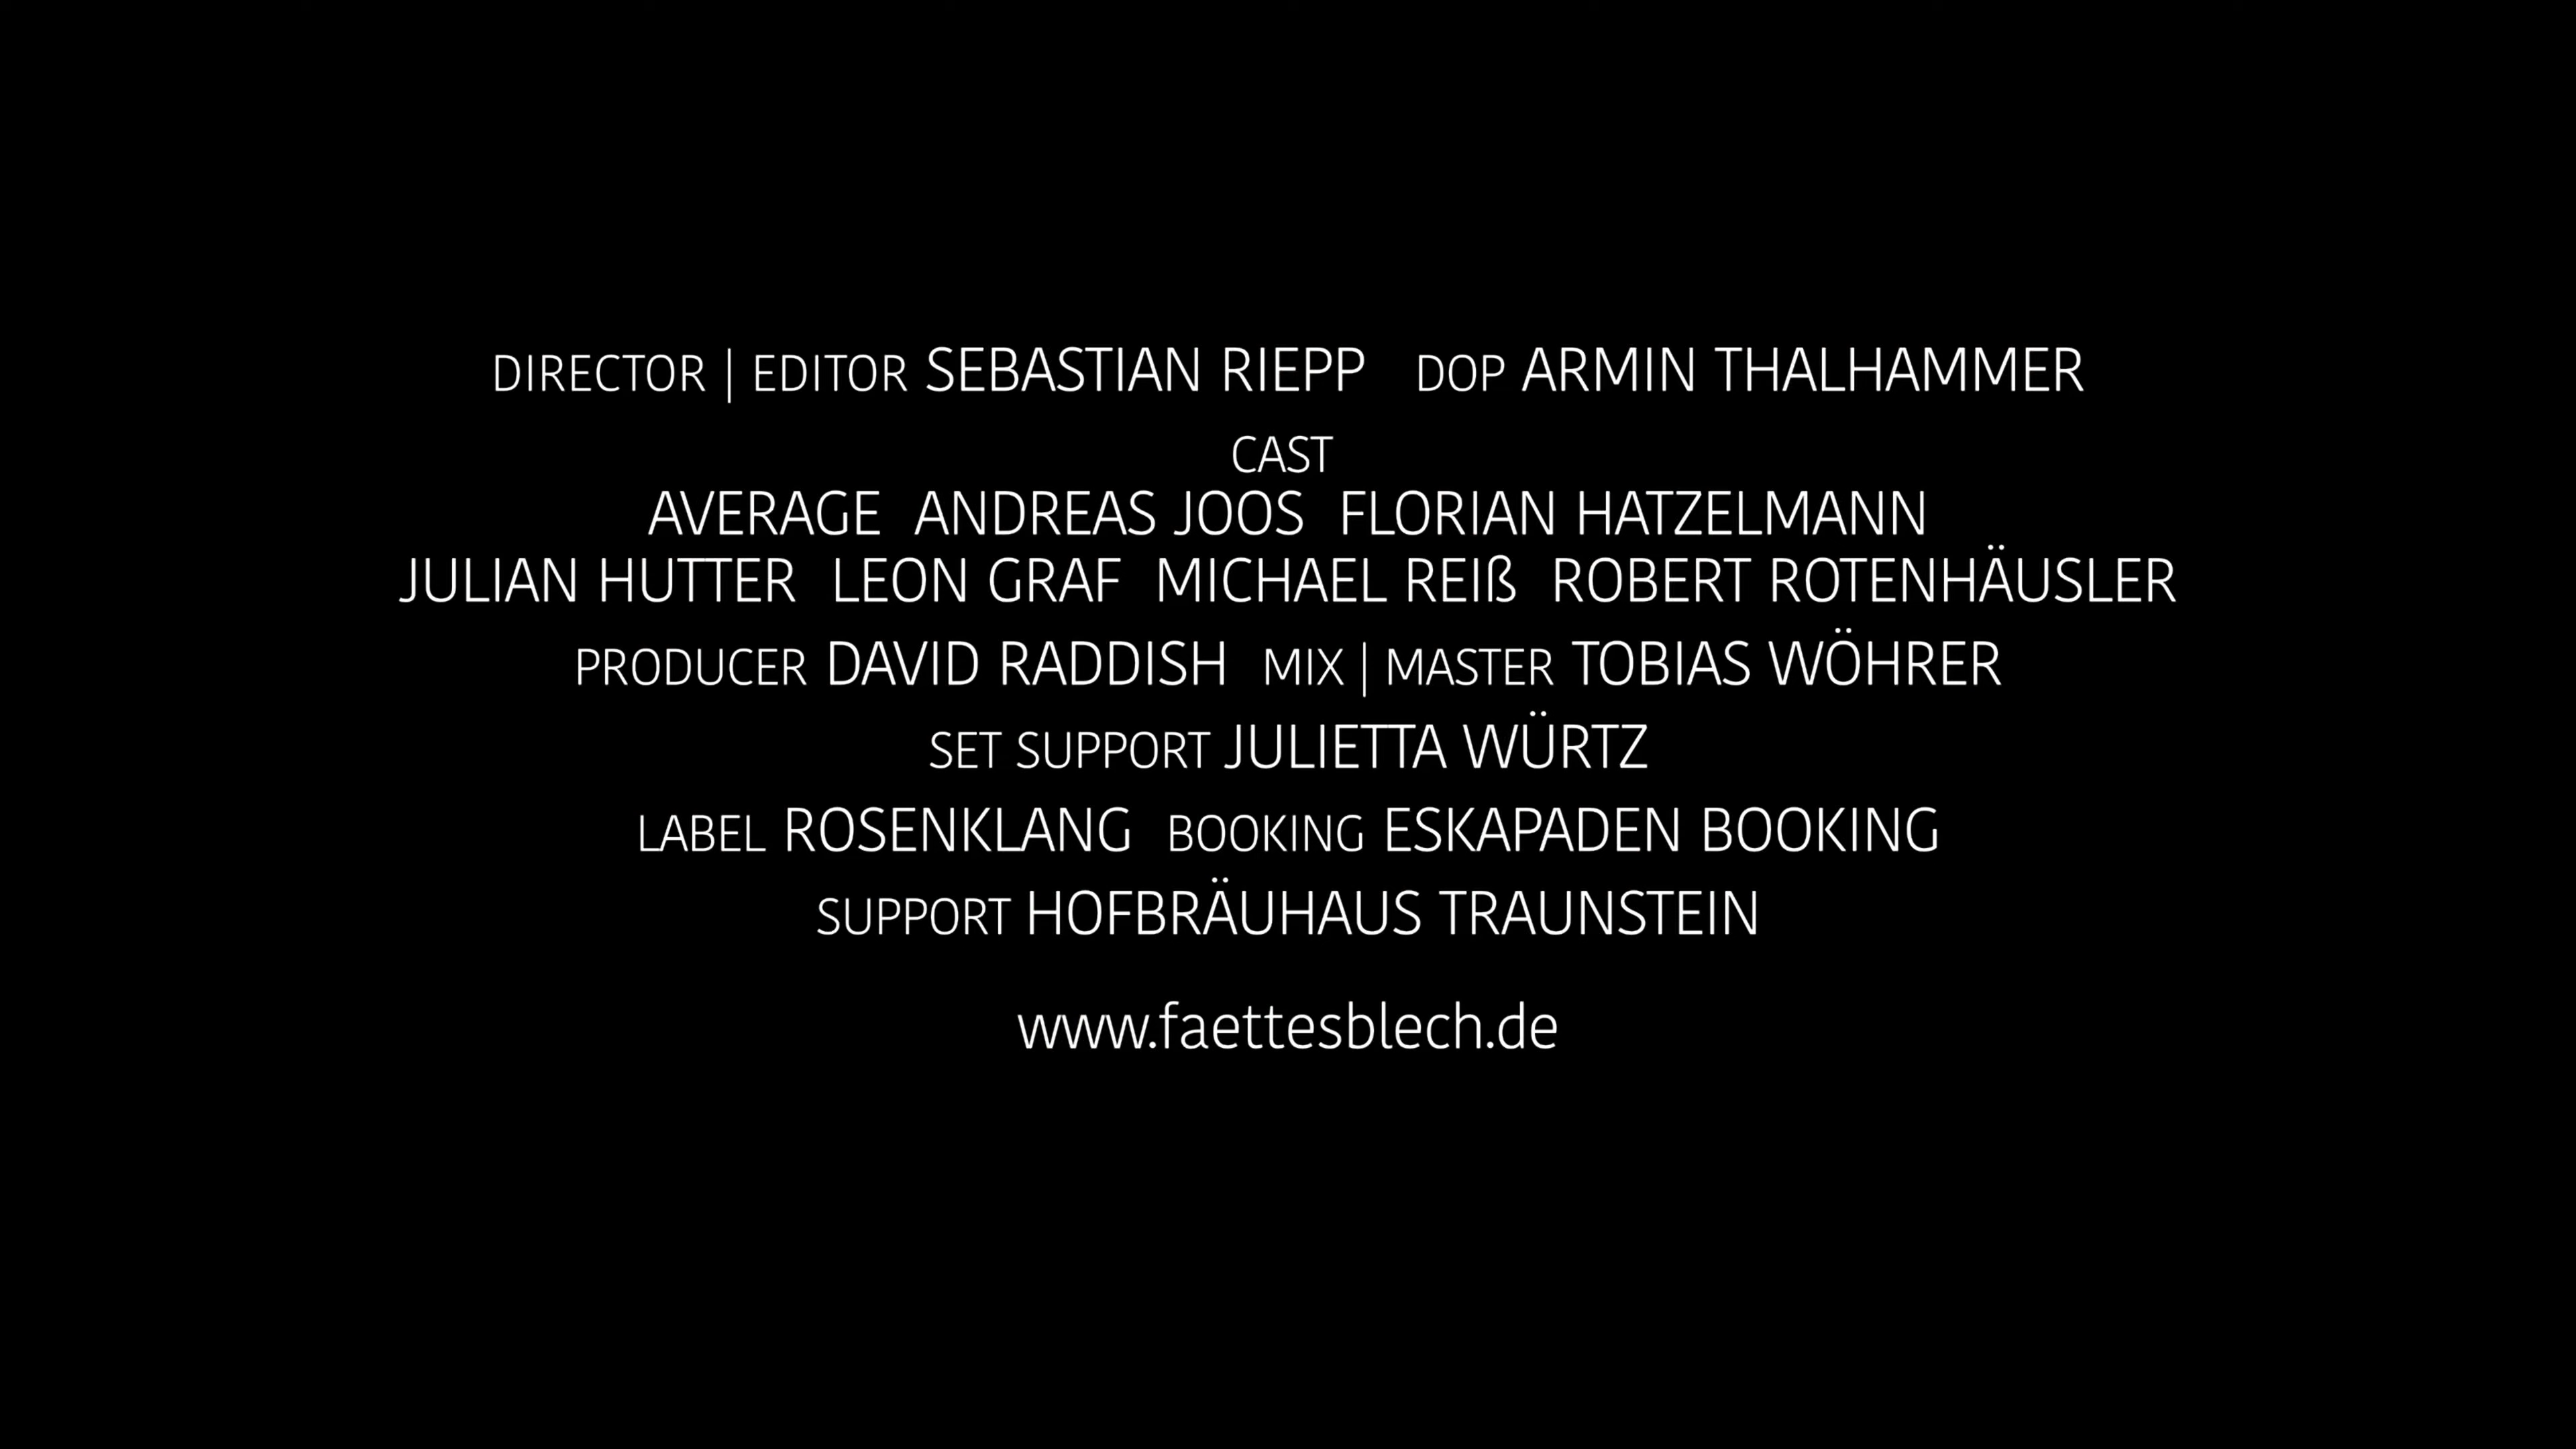 DIRECTOR | EDITOR SEBASTIAN RIEPP DOP ARMIN THALHAMMER
CAST
AVERAGE ANDREAS JOOS FLORIAN HATZELMANN
JULIAN HUTTER LEON GRAF MICHAEL REIß ROBERT ROTENHÄUSLER
PRODUCER DAVID RADDISH MIX | MASTER TOBIAS WÖHRER
SET SUPPORT JULIETTA WÜRTZ
LABEL ROSENKLANG BOOKING ESKAPADEN BOOKING
SUPPORT HOFBRÄUHAUS TRAUNSTEIN
www.faettesblech.de